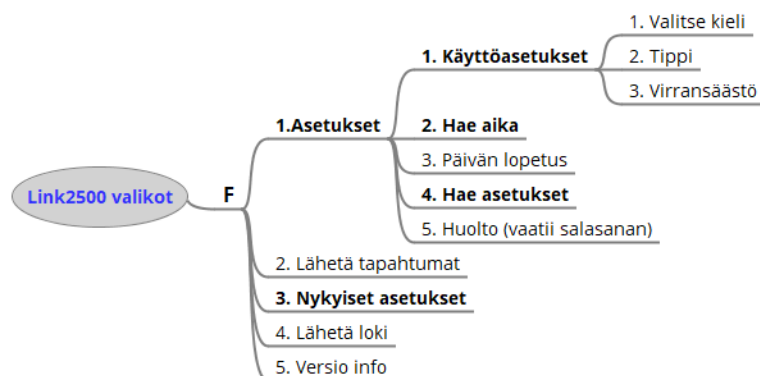 Link2500 valikot
F
1.Asetukset
1. Käyttöasetukset
1. Valitse kieli
2. Tippi
3. Virransäästö
2. Hae aika
3. Päivän lopetus
4. Hae asetukset
5. Huolto (vaatii salasanan)
2. Lähetä tapahtumat
3. Nykyiset asetukset
4. Lähetä loki
5. Versio info